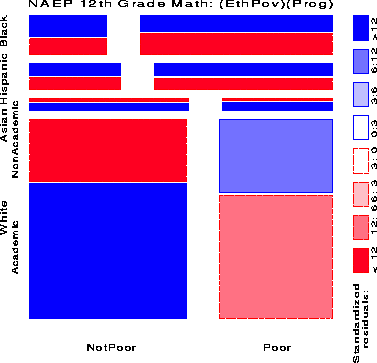 NAEP 12th Grade Math: (EthPov)(Prog)
Black
Hispanic
Asian
White
NonAcademic
Academic
NotPoor
Poor
>12
6:12
3:6
0:3
3: 0
6: 3
12: 6
< 12
Standardized
residuals: